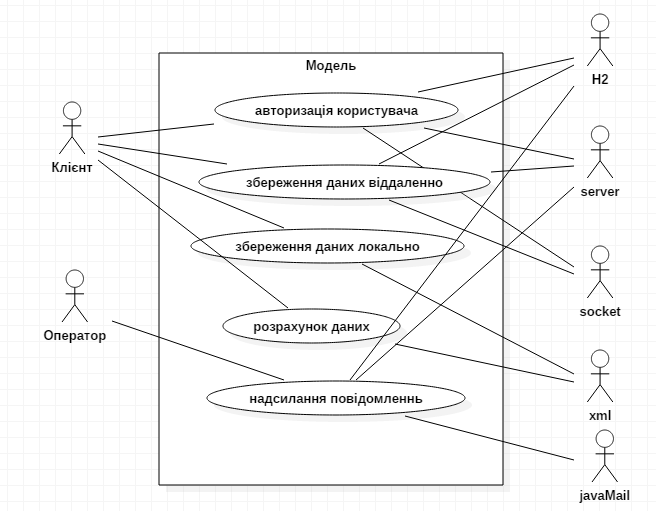 Модель
H2
авторизація користувача
Клієнт
збереження даних віддаленно
server
збереження даних локально
socket
розрахунок даних
Оператор
надсилання повідомленнь
xml
javaMail